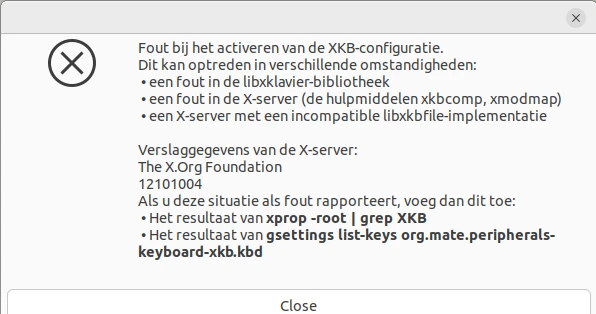 Fout bij het activeren van de XKB-configuratie.
Dit kan optreden in verschillende omstandigheden:
• een fout in de libxklavier-bibliotheek
• een fout in de X-server (de hulpmiddelen xkbcomp, xmodmap)
• een X-server met een incompatible libxkbfile-implementatie
Verslaggegevens van de X-server:
The X.Org Foundation
12101004
Als u deze situatie als fout rapporteert, voeg dan dit toe:
• Het resultaat van xprop -root | grep XKB
• Het resultaat van gsettings list-keys org.mate.peripherals-
keyboard-xkb.kbd
Close